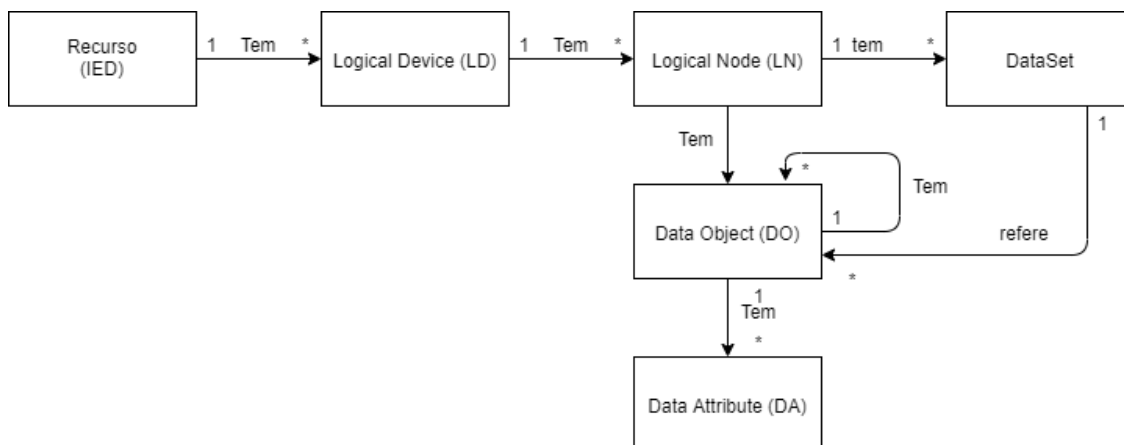 Recurso
(IED)
1 Tem *
Logical Device (LD)
1 Tem *
Logical Node (LN)
1 tem *
DataSet
1
Tem
*
Tem
1
Data Object (DO)
refere
*
1
Tem
*
Data Attribute (DA)